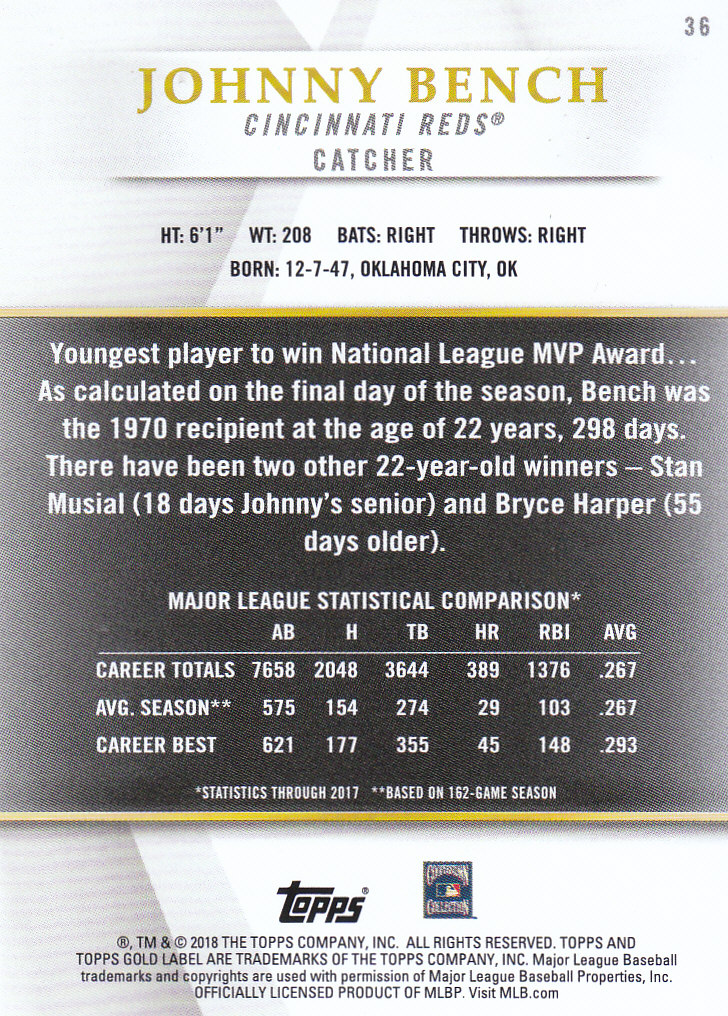 36
JOHNNY BENCH
CINCINNATI REDS®
CATCHER
HT: 6'1" WT: 208 BATS: RIGHT THROWS: RIGHT
BORN: 12-7-47, OKLAHOMA CITY, OK
Youngest player to win National League MVP Award...
As calculated on the final day of the season, Bench was
the 1970 recipient at the age of 22 years, 298 days.
There have been two other 22-year-old winners – Stan
Musial (18 days Johnny's senior) and Bryce Harper (55
days older).
MAJOR LEAGUE STATISTICAL COMPARISON*
AB H TB HR RBI AVG
CAREER TOTALS 7658 2048 3644 389 1376 .267
AVG. SEASON** 575 154 274 29 103 .267
CAREER BEST 621 177 355 45 148 .293
*STATISTICS THROUGH 2017 **BASED ON 162-GAME SEASON
TOPPS®
®, TM & © 2018 THE TOPPS COMPANY, INC. ALL RIGHTS RESERVED. TOPPS AND
TOPPS GOLD LABEL ARE TRADEMARKS OF THE TOPPS COMPANY, INC. Major League Baseball
trademarks and copyrights are used with permission of Major League Baseball Properties, Inc.
OFFICIALLY LICENSED PRODUCT OF MLBP. Visit MLB.com